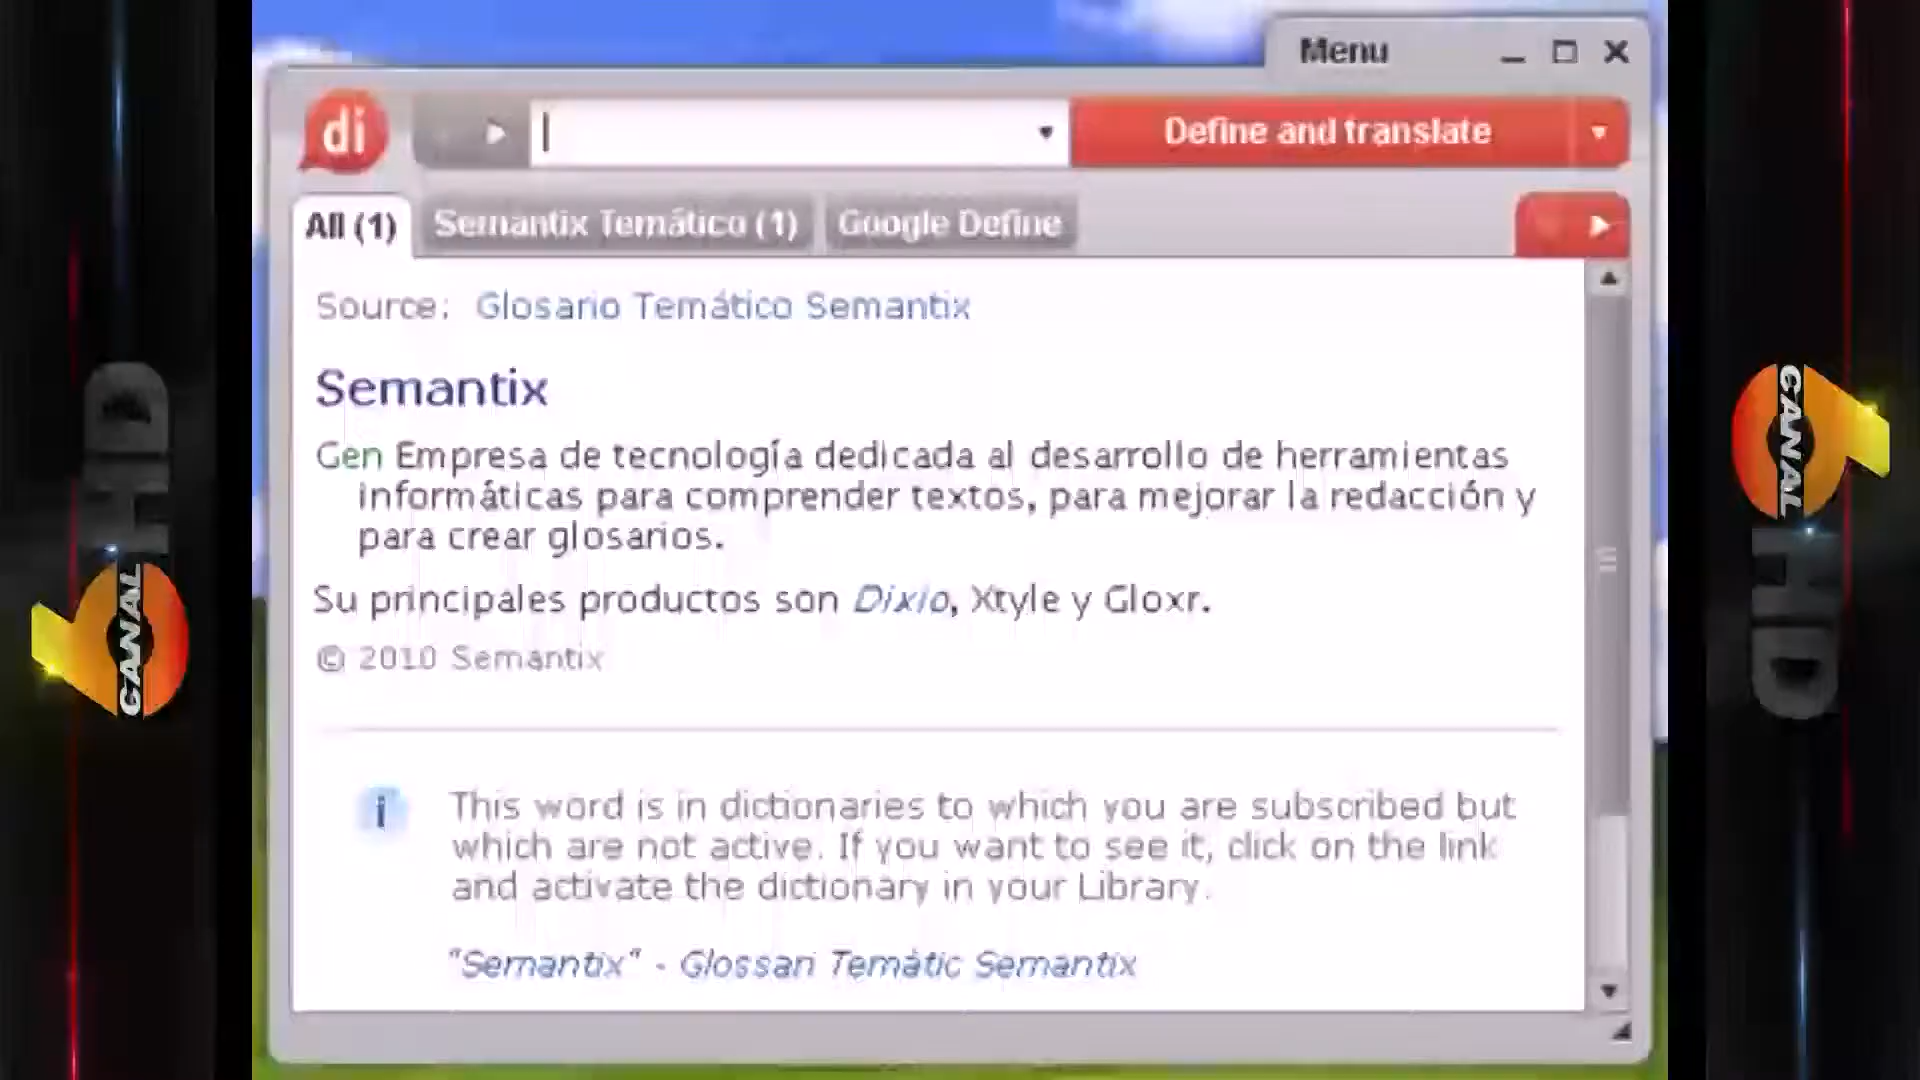 Menu
di
Define and translate
All (1)
Semantix Temático (1)
Google Define
Source: Glosario Temático Semantix
Semantix
Gen Empresa de tecnología dedicada al desarrollo de herramientas
informáticas para comprender textos, para mejorar la redacción y
para crear glosarios.
Su principales productos son Dixio, Xtyle y Gloxr.
© 2010 Semantix
This word is in dictionaries to which you are subscribed but
which are not active. If you want to see it, click on the link
and activate the dictionary in your Library.
"Semantix" - Glossari Temàtic Semantix
CANAL 6 HD
CANAL 6 HD